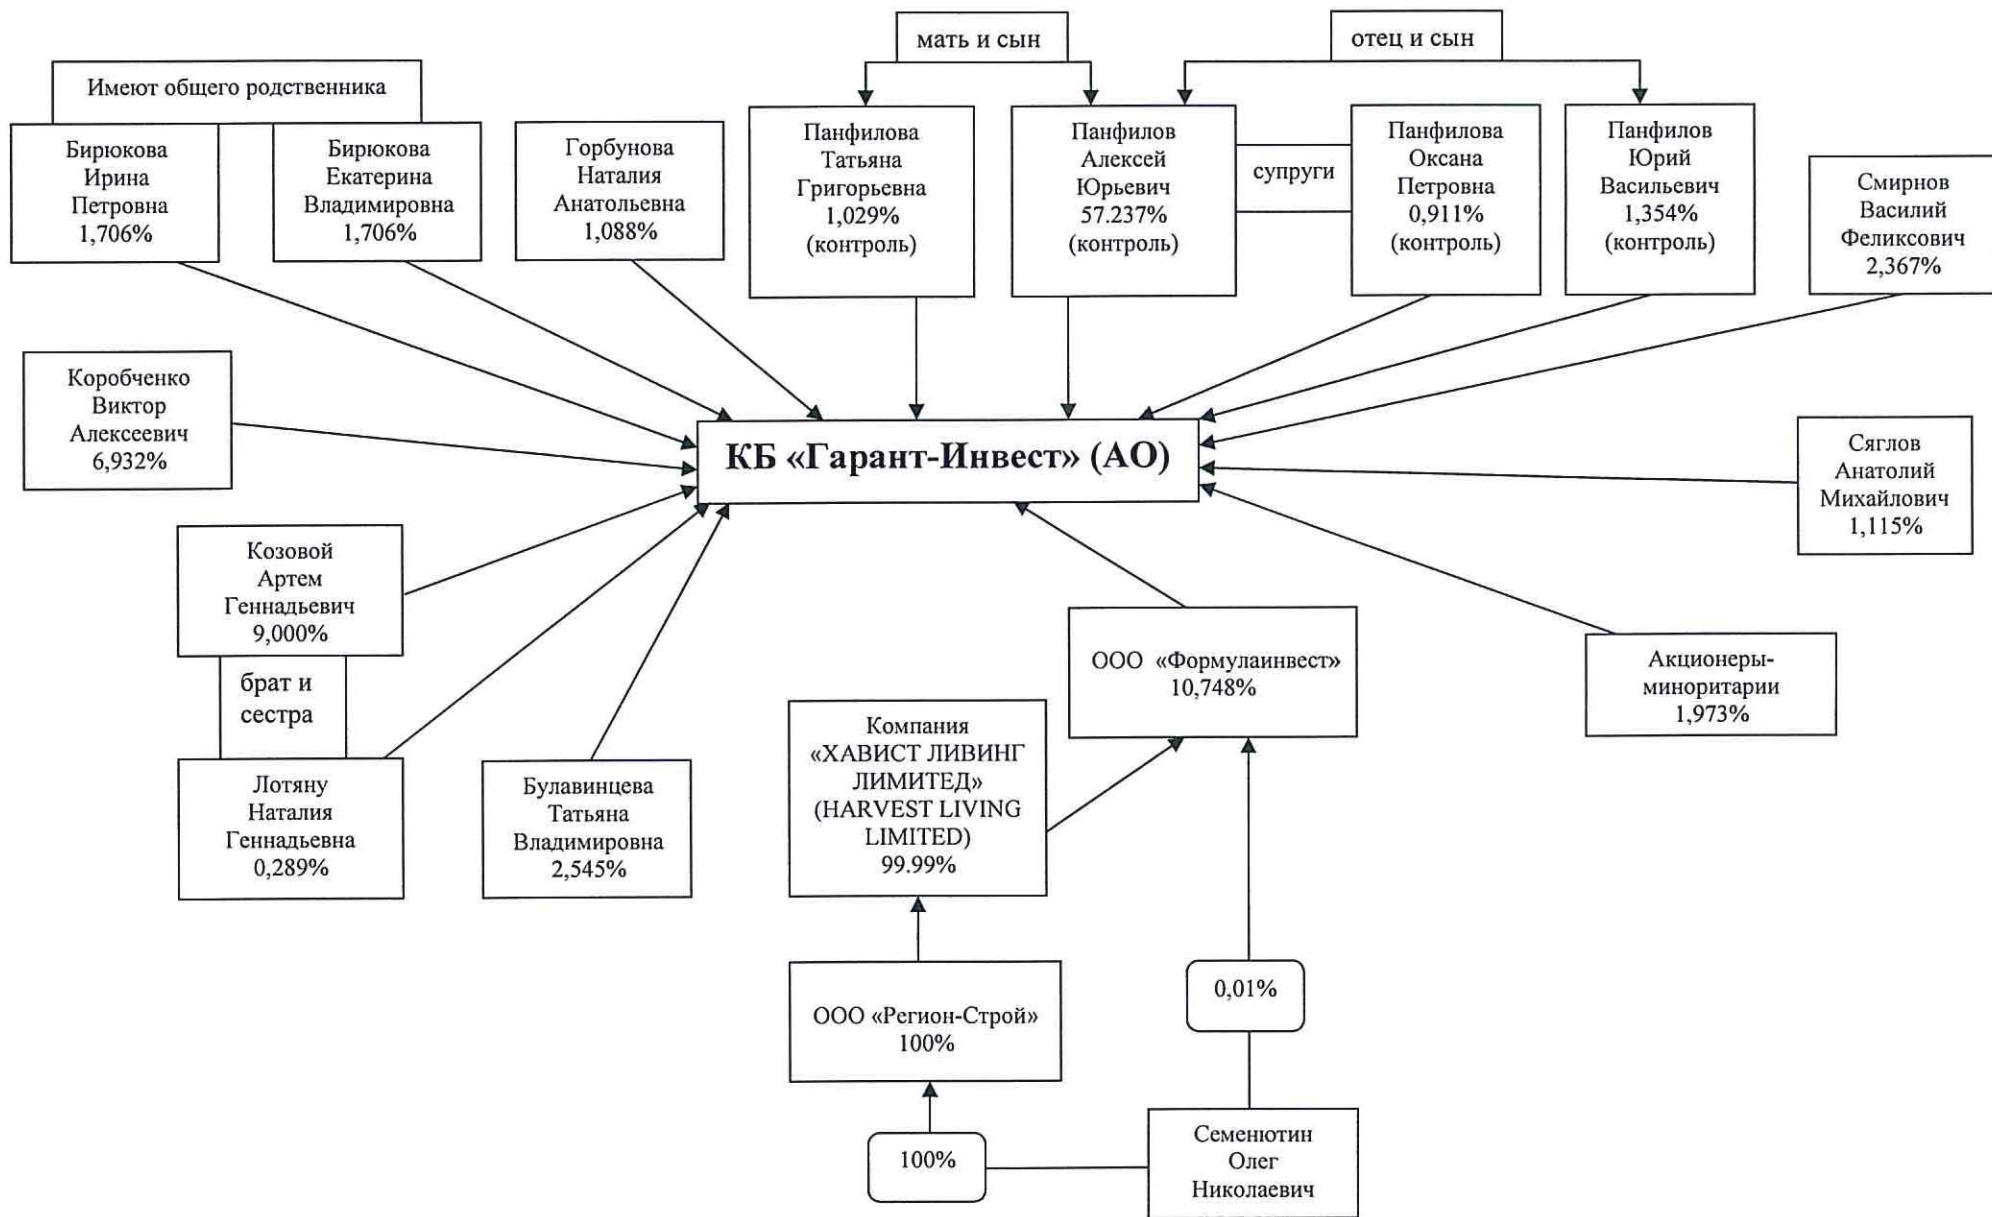 мать и сын
отец и сын
Имеют общего родственника
Бирюкова
Ирина
Петровна
1,706%
Бирюкова
Екатерина
Владимировна
1,706%
Горбунова
Наталия
Анатольевна
1,088%
Панфилова
Татьяна
Григорьевна
1,029%
(контроль)
Панфилов
Алексей
Юрьевич
57.237%
(контроль)
супруги
Панфилова
Оксана
Петровна
0,911%
(контроль)
Панфилов
Юрий
Васильевич
1,354%
(контроль)
Смирнов
Василий
Феликсович
2,367%
Коробченко
Виктор
Алексеевич
6,932%
КБ «Гарант-Инвест» (АО)
Сяглов
Анатолий
Михайлович
1,115%
Козовой
Артем
Геннадьевич
9,000%
брат и
сестра
Лотяну
Наталия
Геннадьевна
0,289%
Булавинцева
Татьяна
Владимировна
2,545%
ООО «Формулаинвест»
10,748%
Акционеры-
миноритарии
1,973%
Компания
«ХАВИСТ ЛИВИНГ
ЛИМИТЕД»
(HARVEST LIVING
LIMITED)
99.99%
ООО «Регион-Строй»
100%
0,01%
100%
Семенютин
Олег
Николаевич